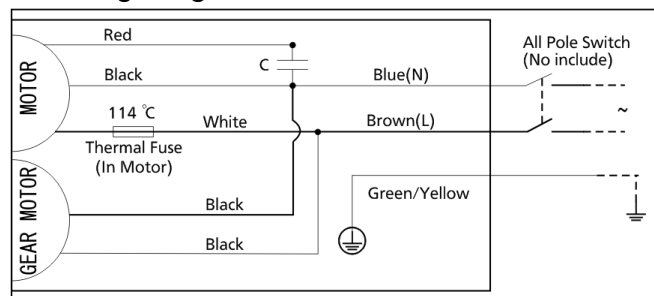 Red
C
Black
Blue(N)
All Pole Switch
(No include)
MOTOR
114 ℃
White
Brown(L)
~
Thermal Fuse
(In Motor)
GEAR MOTOR
Black
Green/Yellow
Black